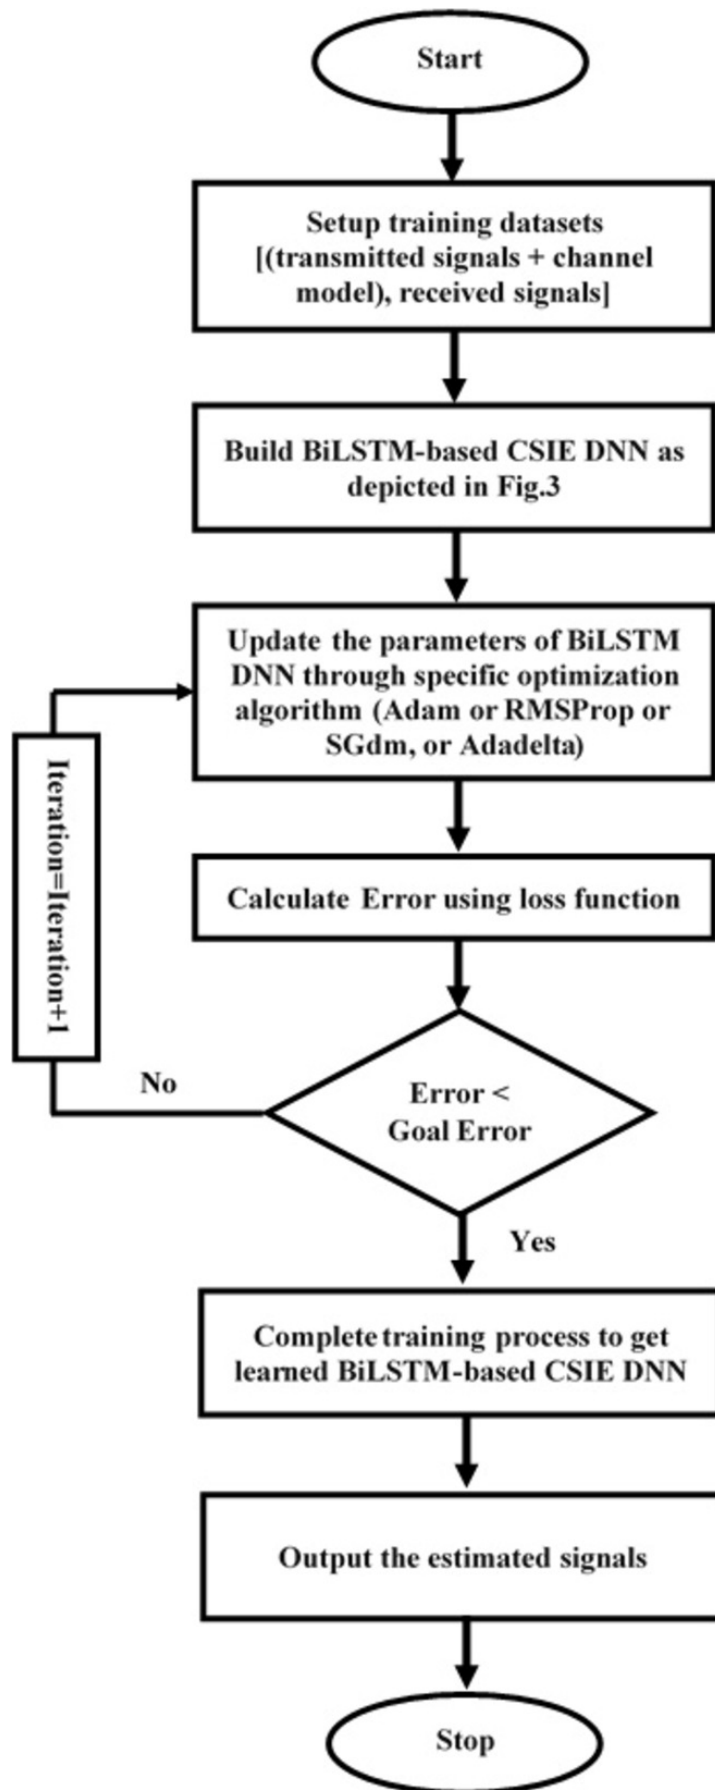 Start
Setup training datasets
[(transmitted signals + channel
model), received signals]
Build BiLSTM-based CSIE DNN as
depicted in Fig.3
Update the parameters of BiLSTM
DNN through specific optimization
algorithm (Adam or RMSProp or
SGdm, or Adadelta)
Iteration=Iteration+1
Calculate Error using loss function
No
Error <
Goal Error
Yes
Complete training process to get
learned BiLSTM-based CSIE DNN
Output the estimated signals
Stop